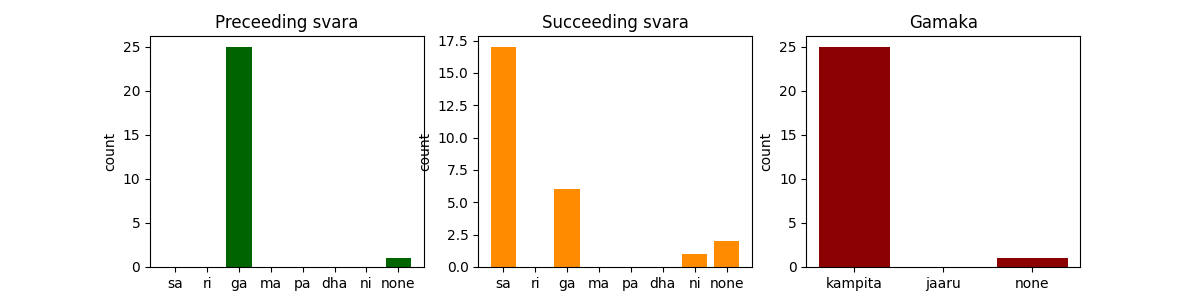 Preceeding svara
count
25
20
15
10
5
0
sa ri ga ma pa dha ni none
Succeeding svara
count
17.5
15.0
12.5
10.0
7.5
5.0
2.5
0.0
sa ri ga ma pa dha ni none
Gamaka
count
25
20
15
10
5
0
kampita jaaru none